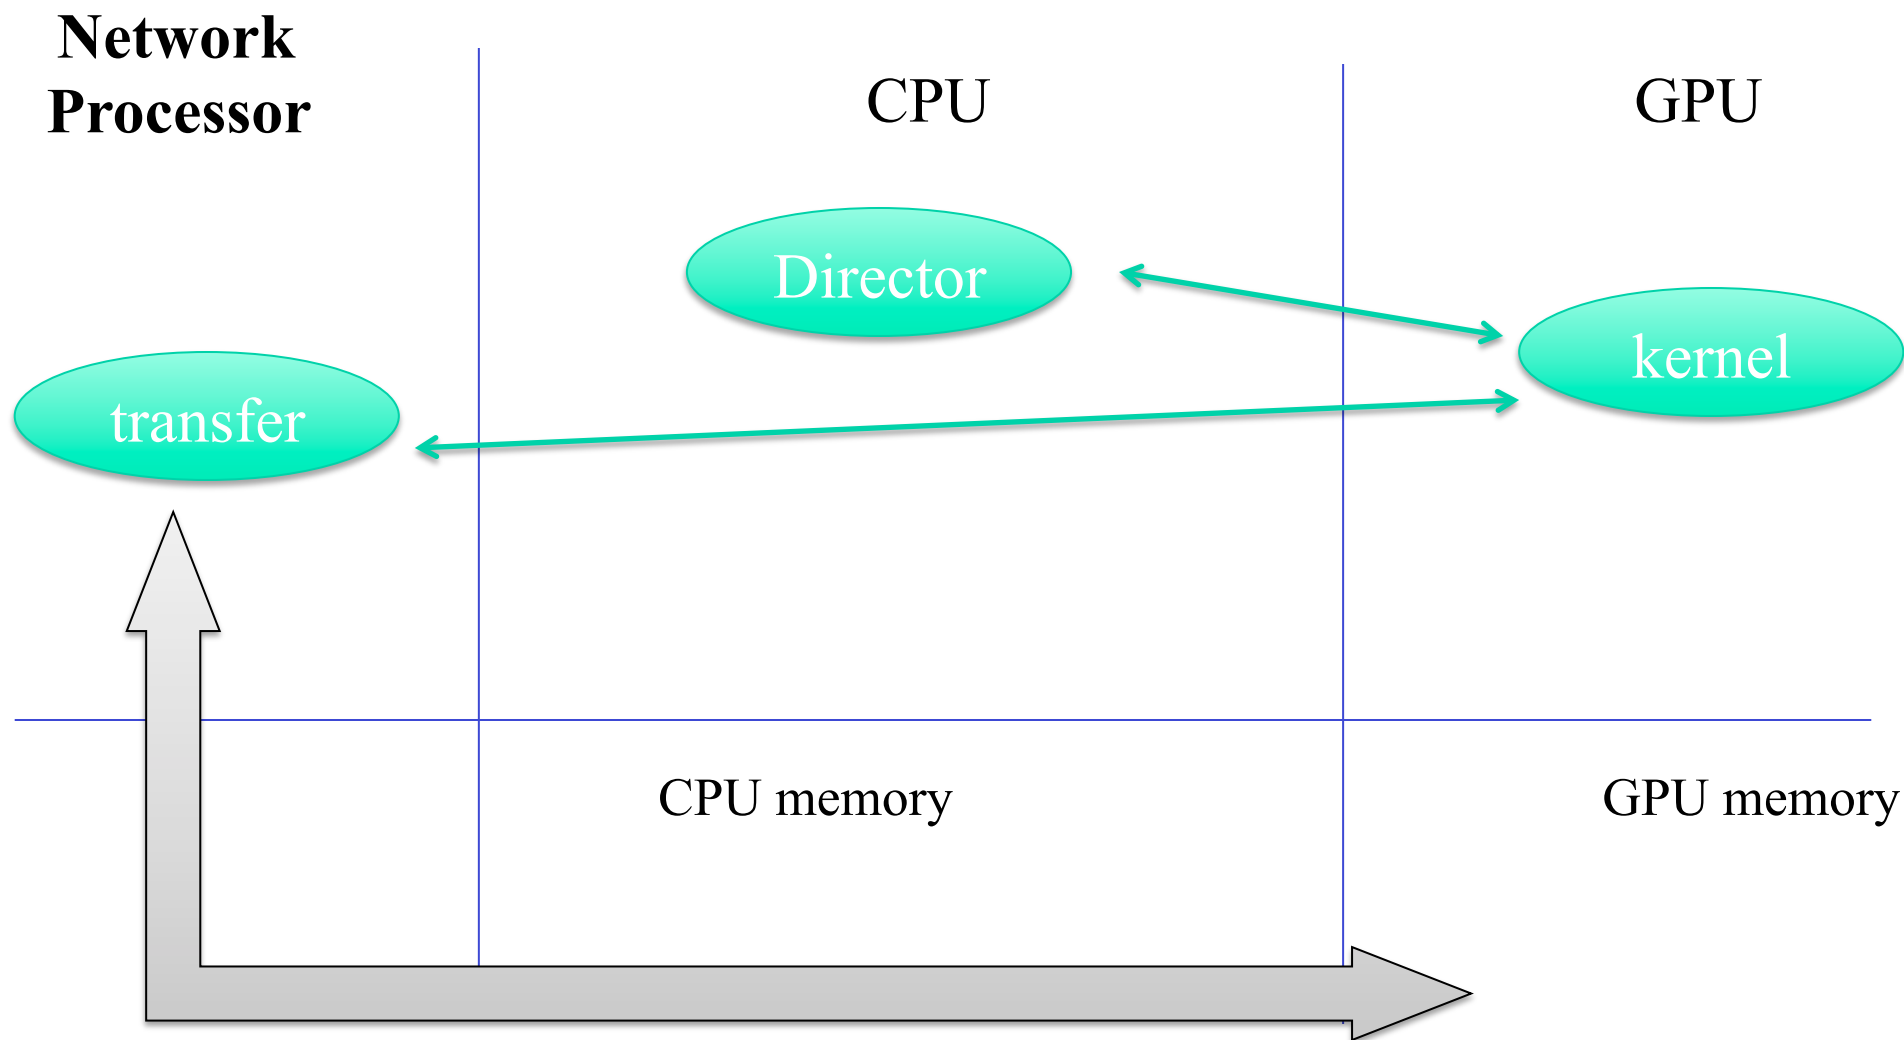 Network
Processor
CPU
GPU
Director
kernel
transfer
CPU memory
GPU memory